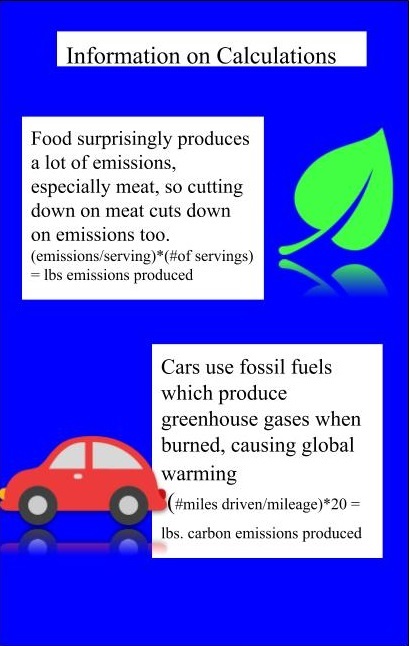 Information on Calculations
Food surprisingly produces
a lot of emissions,
especially meat, so cutting
down on meat cuts down
on emissions too.
(emissions/serving)*(#of servings)
= lbs emissions produced
Cars use fossil fuels
which produce
greenhouse gases when
burned, causing global
warming
(#miles driven/mileage)*20 =
lbs. carbon emissions produced